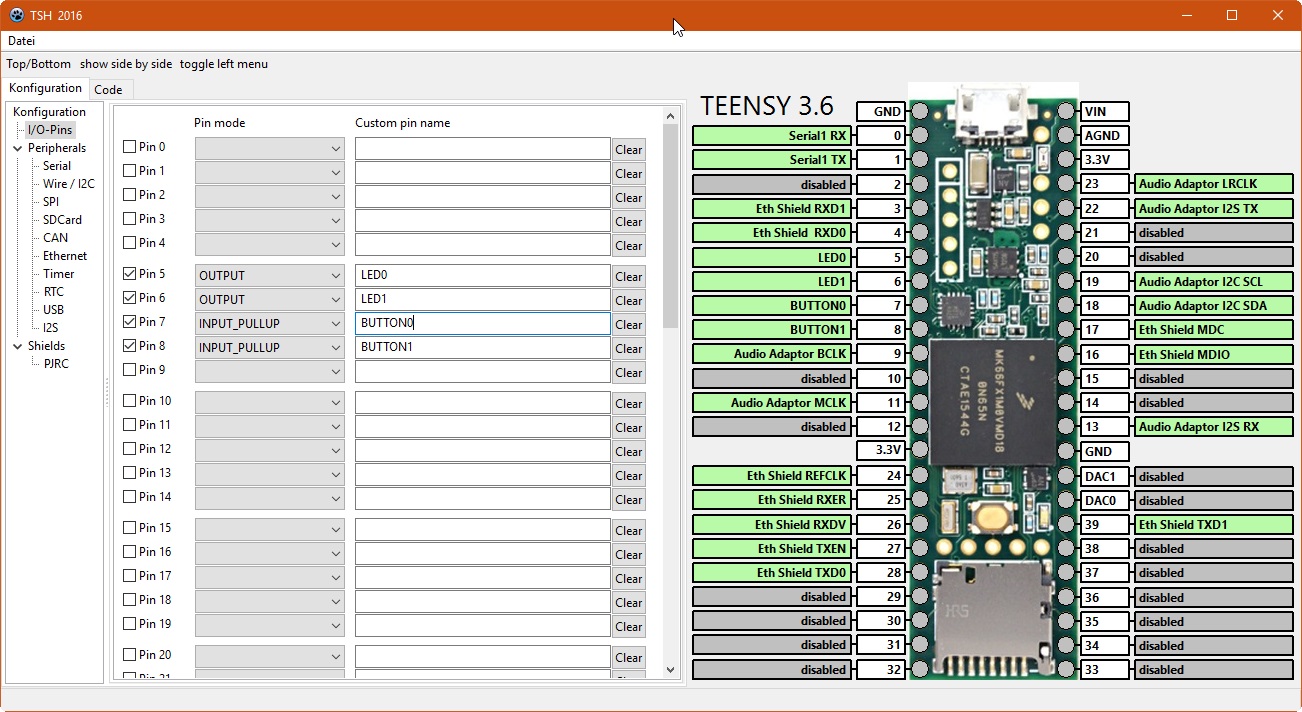 TSH 2016
Datei
Top/Bottom show side by side toggle left menu
Konfiguration Code
Konfiguration
I/O-Pins
Peripherals
Serial
Wire / I2C
SPI
SDCard
CAN
Ethernet
Timer
RTC
USB
I2S
Shields
PJRC
Pin mode Custom pin name
Pin 0 Clear
Pin 1 Clear
Pin 2 Clear
Pin 3 Clear
Pin 4 Clear
Pin 5 OUTPUT LED0 Clear
Pin 6 OUTPUT LED1 Clear
Pin 7 INPUT_PULLUP BUTTON0 Clear
Pin 8 INPUT_PULLUP BUTTON1 Clear
Pin 9 Clear
Pin 10 Clear
Pin 11 Clear
Pin 12 Clear
Pin 13 Clear
Pin 14 Clear
Pin 15 Clear
Pin 16 Clear
Pin 17 Clear
Pin 18 Clear
Pin 19 Clear
Pin 20 Clear
Pin 21
TEENSY 3.6
GND VIN
Serial1 RX 0 AGND
Serial1 TX 1 3.3V
disabled 2 23 Audio Adaptor LRCLK
Eth Shield RXD1 3 22 Audio Adaptor I2S TX
Eth Shield RXD0 4 21 disabled
LED0 5 20 disabled
LED1 6 19 Audio Adaptor I2C SCL
BUTTON0 7 18 Audio Adaptor I2C SDA
BUTTON1 8 17 Eth Shield MDC
Audio Adaptor BCLK 9 16 Eth Shield MDIO
disabled 10 15 disabled
Audio Adaptor MCLK 11 14 disabled
disabled 12 13 Audio Adaptor I2S RX
3.3V GND
Eth Shield REFCLK 24 DAC1 disabled
Eth Shield RXER 25 DAC0 disabled
Eth Shield RXDV 26 39 Eth Shield TXD1
Eth Shield TXEN 27 38 disabled
Eth Shield TXD0 28 37 disabled
disabled 29 36 disabled
disabled 30 35 disabled
disabled 31 34 disabled
disabled 32 33 disabled
MK66FX1M0VMD18
0N65N
CTAE1544G
HRS